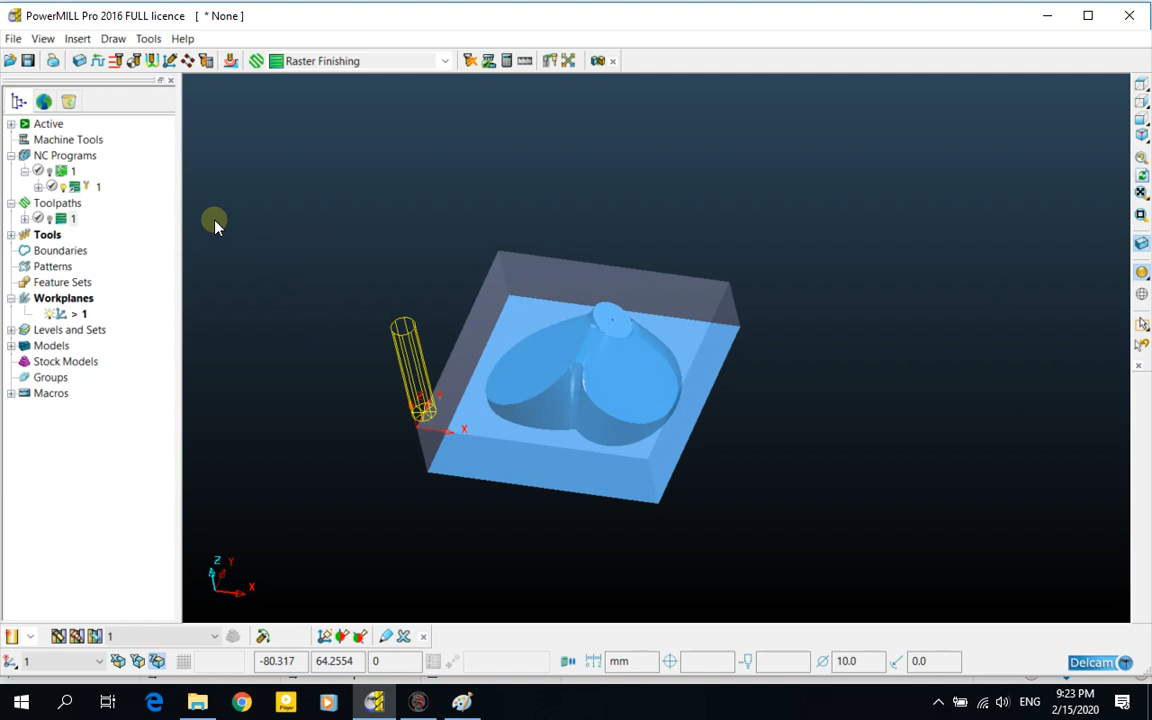 PowerMILL Pro 2016 FULL licence [ * None ]
File View Insert Draw Tools Help
Raster Finishing
Active
Machine Tools
NC Programs
1
1
Toolpaths
1
Tools
Boundaries
Patterns
Feature Sets
Workplanes
> 1
Levels and Sets
Models
Stock Models
Groups
Macros
X
Z
Y
X
1
1
-80.317
64.2554
0
mm
10.0
0.0
Delcam
ENG
9:23 PM
2/15/2020